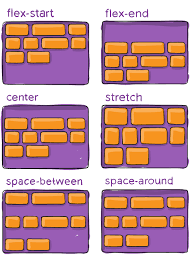 flex-start
flex-end
center
stretch
space-between
space-around